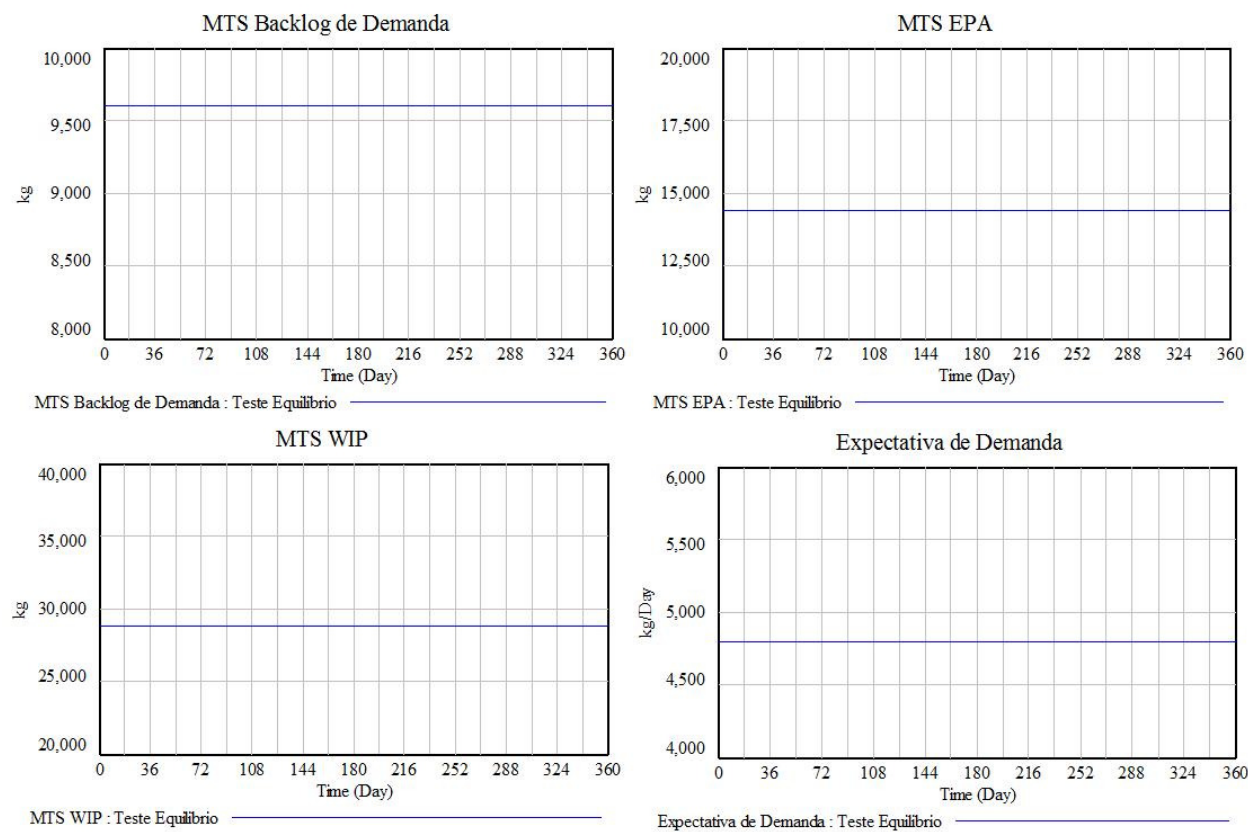 MTS Backlog de Demanda
10,000
9,500
9,000
8,500
8,000
kg
0 36 72 108 144 180 216 252 288 324 360
Time (Day)
MTS Backlog de Demanda : Teste Equilíbrio
MTS EPA
20,000
17,500
15,000
12,500
10,000
kg
0 36 72 108 144 180 216 252 288 324 360
Time (Day)
MTS EPA : Teste Equilíbrio
MTS WIP
40,000
35,000
30,000
25,000
20,000
kg
0 36 72 108 144 180 216 252 288 324 360
Time (Day)
MTS WIP : Teste Equilíbrio
Expectativa de Demanda
6,000
5,500
5,000
4,500
4,000
kg/Day
0 36 72 108 144 180 216 252 288 324 360
Time (Day)
Expectativa de Demanda : Teste Equilíbrio